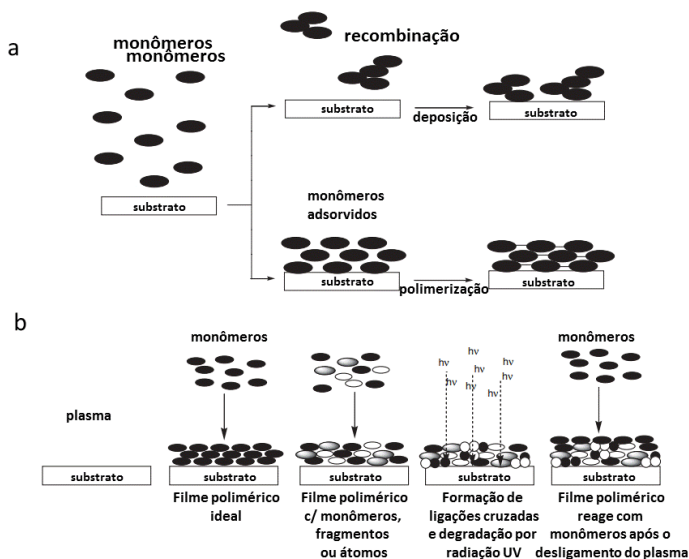 a
monômeros
monômeros
recombinação
substrato
substrato
deposição
substrato
monômeros
adsorvidos
substrato
polimerização
substrato
b
monômeros
hν
hν
hν
hν
hν
hν
monômeros
plasma
substrato
substrato
substrato
substrato
substrato
Filme polimérico
ideal
Filme polimérico
c/ monômeros,
fragmentos
ou átomos
Formação de
ligações cruzadas
e degradação por
radiação UV
Filme polimérico
reage com
monômeros após o
desligamento do plasma